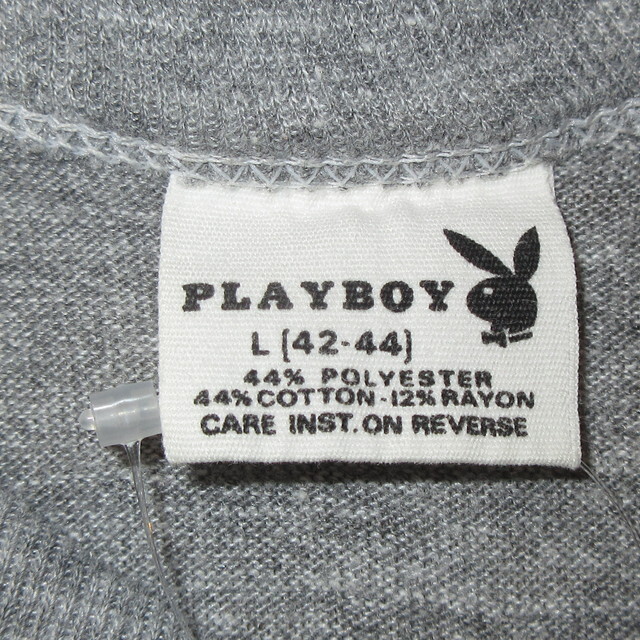 PLAYBOY
L (42-44)
44% POLYESTER
44% COTTON-12% RAYON
CARE INST. ON REVERSE